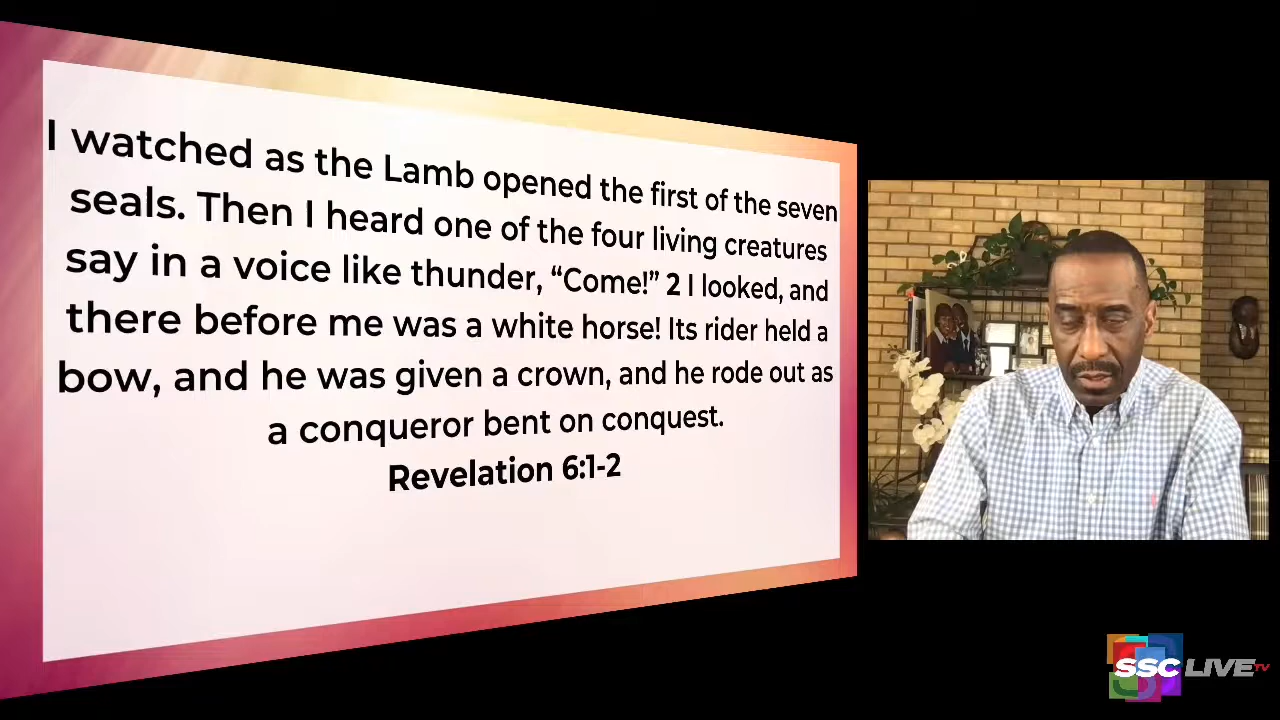 I watched as the Lamb opened the first of the seven
seals. Then I heard one of the four living creatures
say in a voice like thunder, “Come!” 2 I looked, and
there before me was a white horse! Its rider held a
bow, and he was given a crown, and he rode out as
a conqueror bent on conquest.
Revelation 6:1-2
SSC LIVE TV